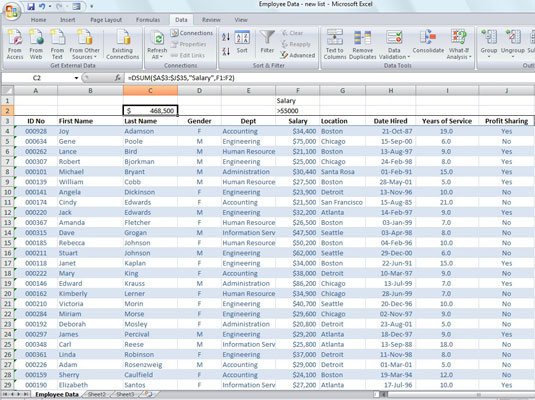 Employee Data - new list - Microsoft Excel
Home Insert Page Layout Formulas Data Review View
From Access From Web From Text From Other Sources Existing Connections Refresh All Connections Properties Edit Links Sort Filter Clear Reapply Advanced Text to Columns Remove Duplicates Data Validation Consolidate What-If Analysis Group Ungroup
Get External Data Connections Sort & Filter Data Tools
C2 fx =DSUM($A$3:$J$35,"Salary",F1:F2)
A B C D E F G H I J
1 Salary
2 $ 468,500 >55000
3 ID No First Name Last Name Gender Dept Salary Location Date Hired Years of Service Profit Sharing
4 000928 Joy Adamson F Accounting $34,400 Boston 21-Oct-87 19.0 Yes
5 000634 Gene Poole M Engineering $75,000 Chicago 15-Sep-00 6.0 No
6 000262 Lance Bird M Human Resource $21,100 Boston 13-Aug-97 9.0 Yes
7 000307 Robert Bjorkman M Engineering $25,000 Chicago 24-Feb-98 8.0 Yes
8 000101 Michael Bryant M Administration $30,440 Santa Rosa 01-Feb-91 15.0 Yes
9 000139 William Cobb M Human Resource $27,500 Boston 28-May-01 5.0 Yes
10 000141 Angela Dickinson F Engineering $23,900 Detroit 13-Nov-96 10.0 No
11 000174 Cindy Edwards F Accounting $21,500 San Francisco 15-Aug-85 21.0 No
12 000220 Jack Edwards M Engineering $32,200 Atlanta 14-Feb-97 9.0 Yes
13 000367 Amanda Fletcher F Human Resource $26,500 Boston 03-Jan-99 7.0 No
14 000315 Dave Grogan M Information Serv $47,500 Seattle 03-Apr-98 8.0 No
15 000185 Rebecca Johnson F Human Resource $50,200 Boston 04-Feb-96 10.0 No
16 000211 Stuart Johnson M Engineering $62,000 Seattle 29-Dec-00 6.0 No
17 000118 Janet Kaplan F Engineering $34,000 Boston 22-Jun-91 15.0 Yes
18 000222 Mary King F Accounting $38,000 Detroit 10-Mar-97 9.0 No
19 000146 Edward Krauss M Administration $86,200 Chicago 13-Jul-99 7.0 Yes
20 000162 Kimberly Lerner F Human Resource $34,900 Chicago 28-Jun-99 7.0 No
21 000210 Victoria Morin F Engineering $40,700 Seattle 20-Dec-96 10.0 No
22 000284 Miriam Morse F Engineering $29,600 Chicago 02-Nov-97 9.0 No
23 000192 Deborah Mosley F Administration $20,800 Detroit 23-Aug-01 5.0 No
24 000297 James Percival M Engineering $29,200 Atlanta 18-Dec-97 9.0 Yes
25 000348 Carl Reese M Information Serv $25,800 Atlanta 13-Sep-88 18.0 No
26 000361 Linda Robinson F Engineering $37,000 Detroit 11-Nov-98 8.0 No
27 000226 Adam Rosenzweig M Accounting $29,000 Detroit 01-Mar-01 5.0 No
28 000159 Sherry Caulfield F Accounting $24,100 Boston 19-Mar-94 12.0 No
29 000190 Elizabeth Santos F Information Serv $27,200 Atlanta 17-Jul-96 10.0 Yes
Employee Data Sheet2 Sheet3